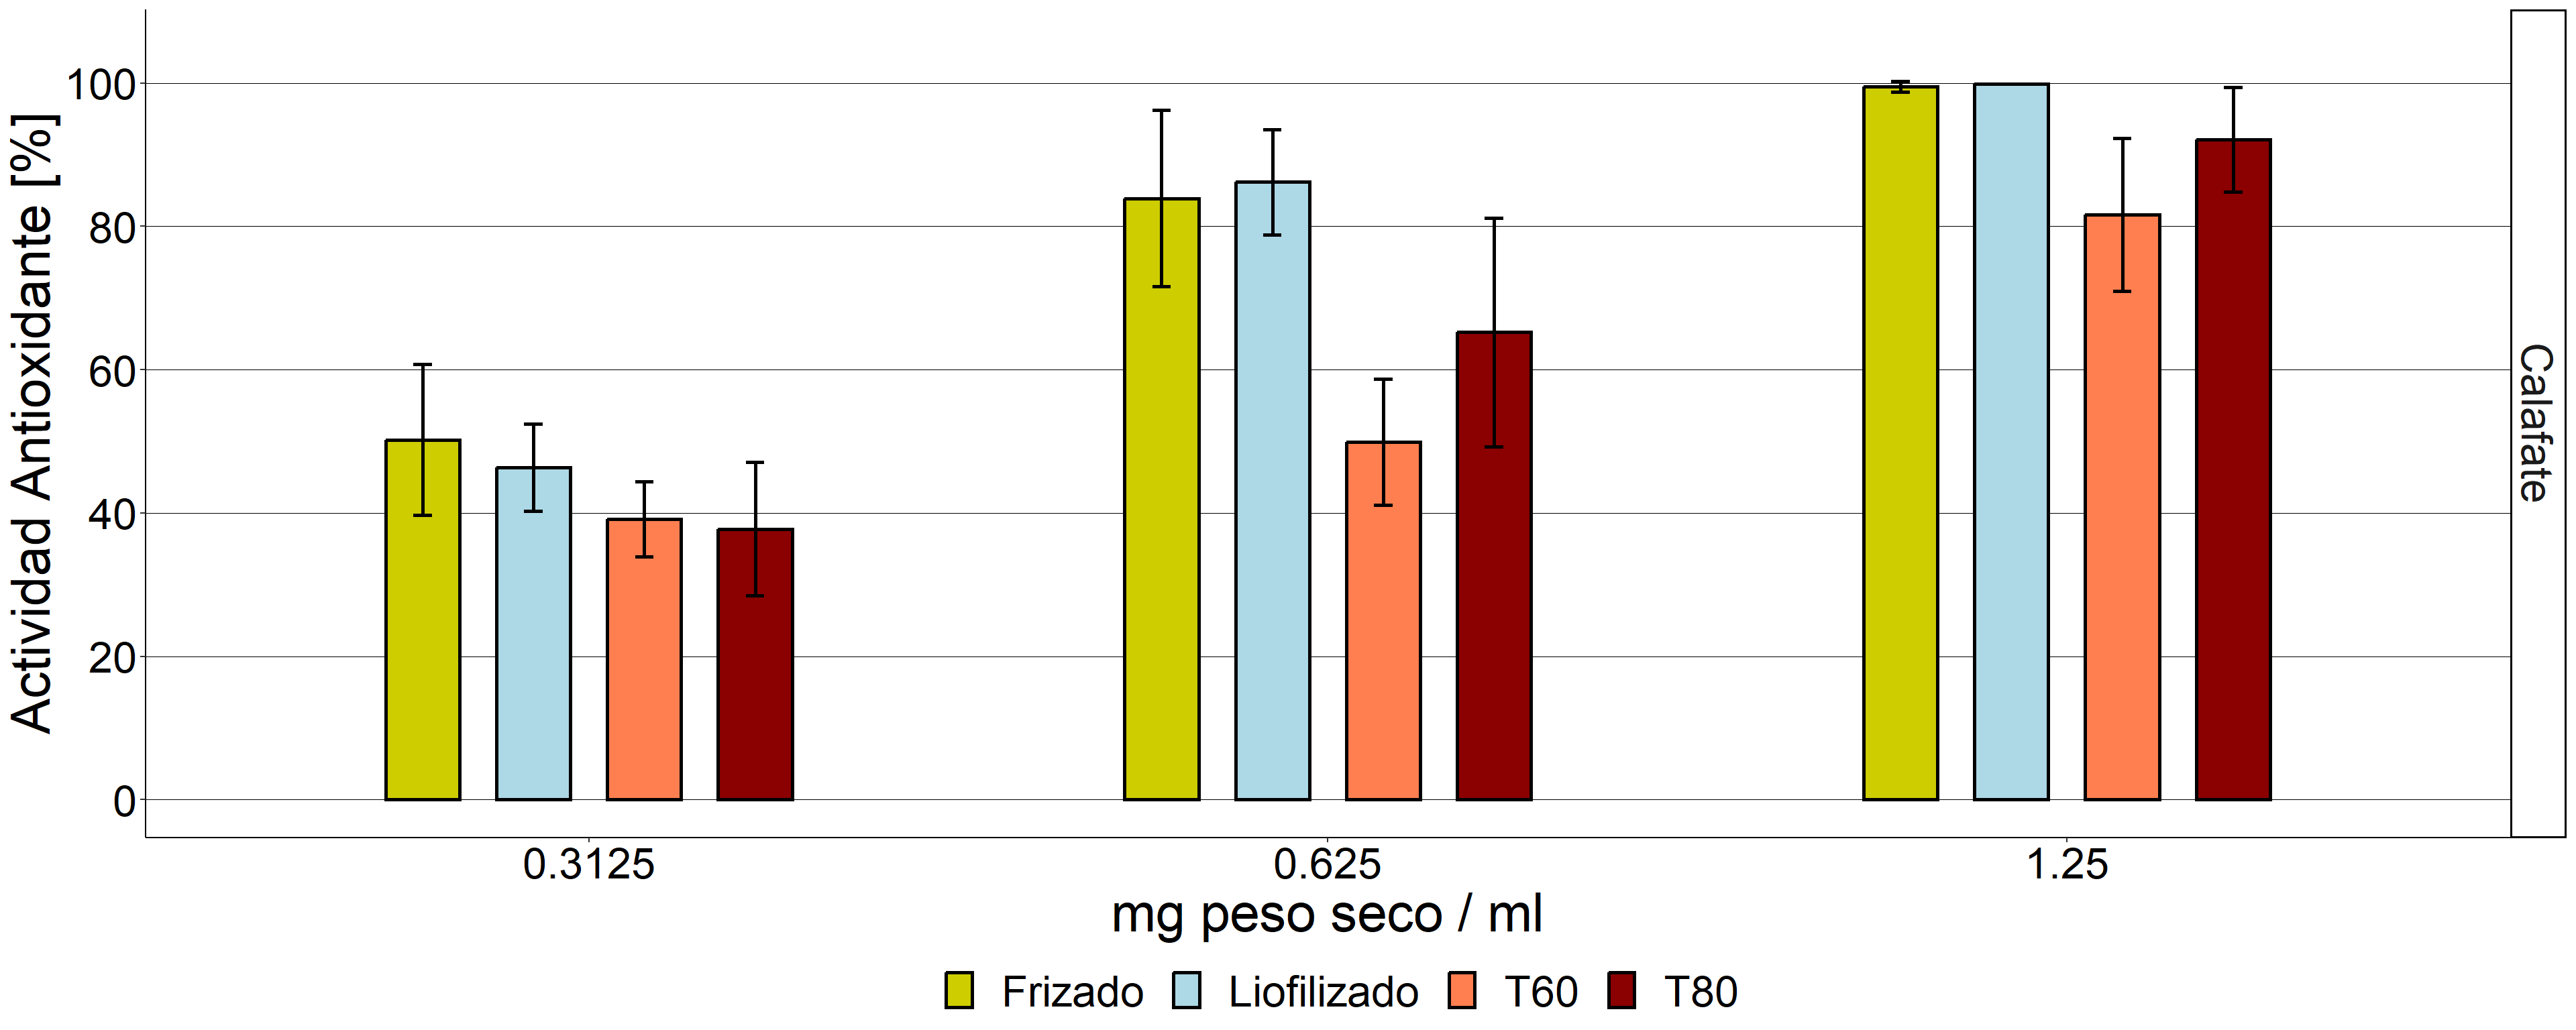 Actividad Antioxidante [%]
100
80
60
40
20
0
Calafate
0.3125 0.625 1.25
mg peso seco / ml
Frizado Liofilizado T60 T80